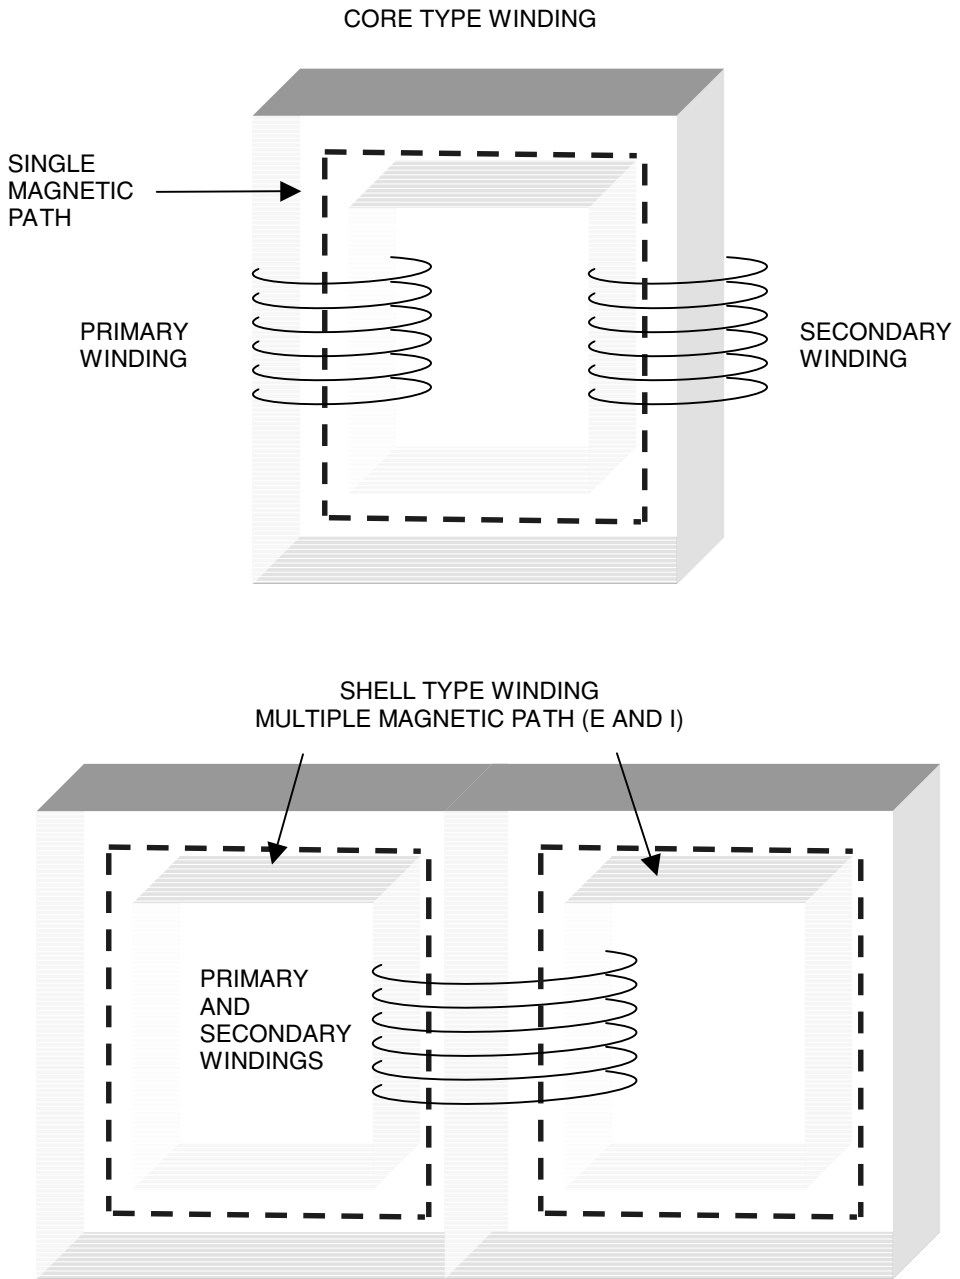 CORE TYPE WINDING
SINGLE
MAGNETIC
PATH
PRIMARY
WINDING
SECONDARY
WINDING
SHELL TYPE WINDING
MULTIPLE MAGNETIC PATH (E AND I)
PRIMARY
AND
SECONDARY
WINDINGS